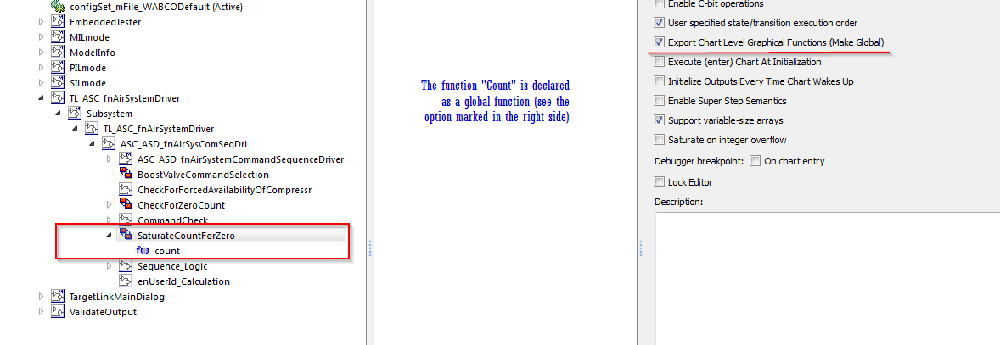 configSet_mFile_WABCODefault (Active)
EmbeddedTester
MILmode
ModelInfo
PILmode
SILmode
TL_ASC_fnAirSystemDriver
Subsystem
TL_ASC_fnAirSystemDriver
ASC_ASD_fnAirSysComSeqDri
ASC_ASD_fnAirSystemCommandSequenceDriver
BoostValveCommandSelection
CheckForForcedAvailabilityOfCompressr
CheckForZeroCount
CommandCheck
SaturateCountForZero
f() count
Sequence_Logic
enUserId_Calculation
TargetLinkMainDialog
ValidateOutput
The function "Count" is declared
as a global function (see the
option marked in the right side)
Enable C-bit operations
User specified state/transition execution order
Export Chart Level Graphical Functions (Make Global)
Execute (enter) Chart At Initialization
Initialize Outputs Every Time Chart Wakes Up
Enable Super Step Semantics
Support variable-size arrays
Saturate on integer overflow
Debugger breakpoint: On chart entry
Lock Editor
Description: